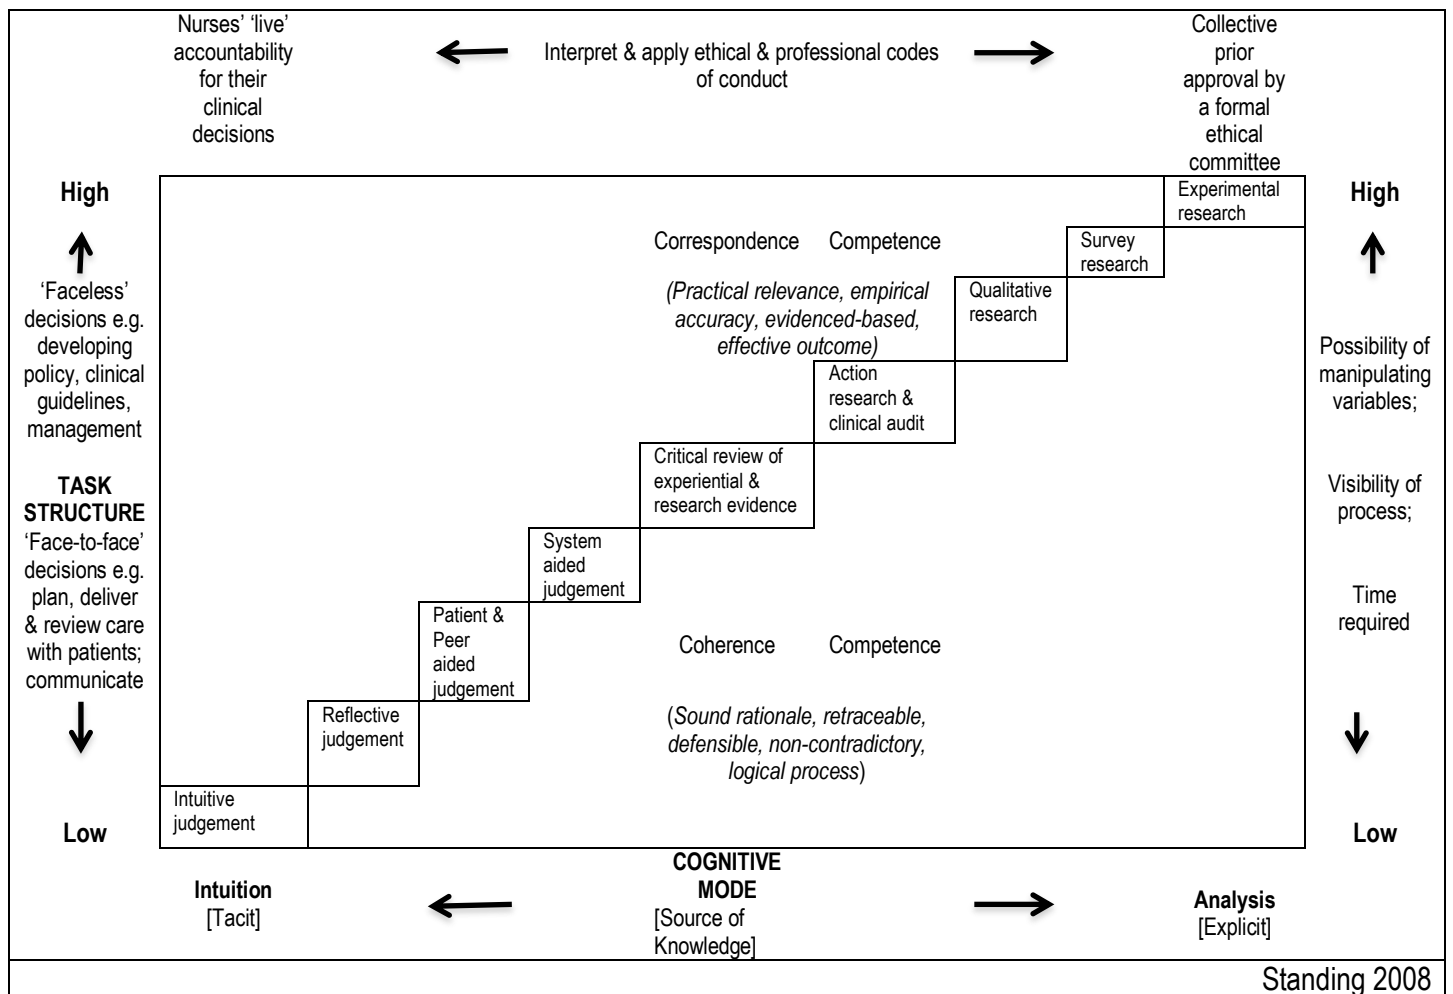 Nurses' 'live'
accountability
for their
clinical
decisions
Interpret & apply ethical & professional codes
of conduct
Collective
prior
approval by
a formal
ethical
committee
High
'Faceless'
decisions e.g.
developing
policy, clinical
guidelines,
management
TASK
STRUCTURE
'Face-to-face'
decisions e.g.
plan, deliver
& review care
with patients;
communicate
Low
Experimental
research
Survey
research
Correspondence Competence
(Practical relevance, empirical
accuracy, evidenced-based,
effective outcome)
Qualitative
research
Action
research &
clinical audit
Critical review of
experiential &
research evidence
System
aided
judgement
Patient &
Peer
aided
judgement
Coherence Competence
(Sound rationale, retraceable,
defensible, non-contradictory,
logical process)
Reflective
judgement
Intuitive
judgement
High
Possibility of
manipulating
variables;
Visibility of
process;
Time
required
Low
Intuition
[Tacit]
COGNITIVE
MODE
[Source of
Knowledge]
Analysis
[Explicit]
Standing 2008